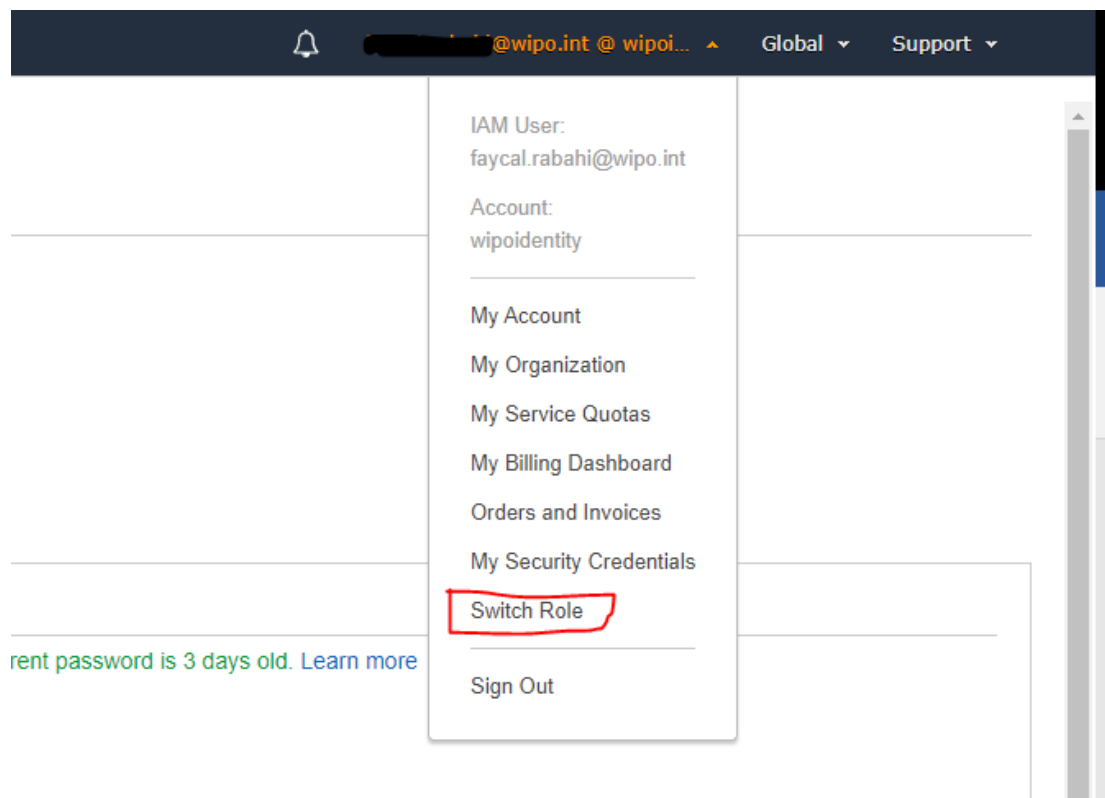 @wipo.int @ wipoi... Global Support
IAM User:
faycal.rabahi@wipo.int
Account:
wipoidentity
My Account
My Organization
My Service Quotas
My Billing Dashboard
Orders and Invoices
My Security Credentials
Switch Role
rent password is 3 days old. Learn more
Sign Out